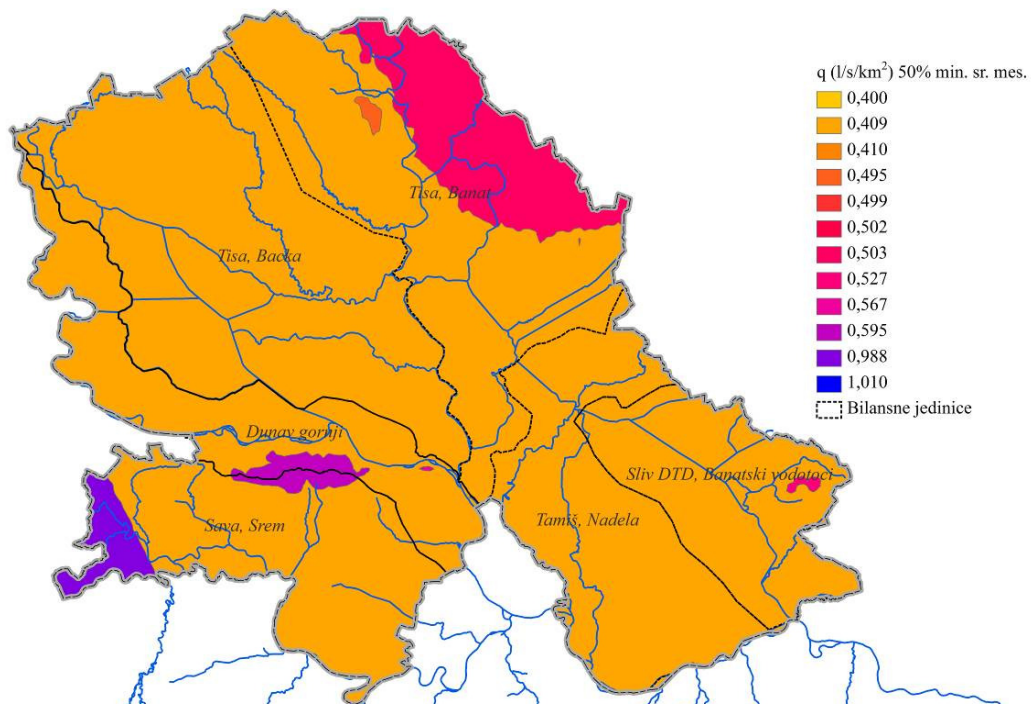 q (l/s/km²) 50% min. sr. mes.
0,400
0,409
0,410
0,495
0,499
0,502
0,503
0,527
0,567
0,595
0,988
1,010
Bilansne jedinice
Tisa, Banat
Tisa, Backa
Dunav gornji
Sliv DTD, Banatski vodotoci
Sava, Srem
Tamiš, Nadela